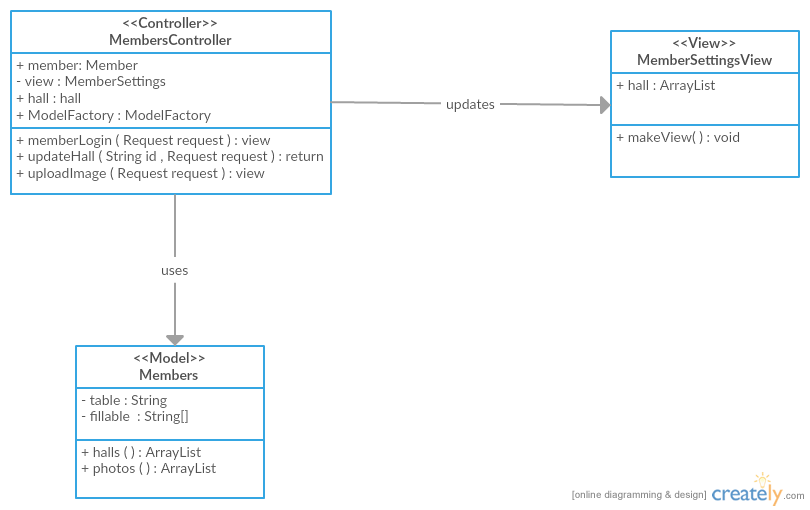 <<Controller>>
MembersController
+ member: Member
- view : MemberSettings
+ hall : hall
+ ModelFactory : ModelFactory
+ memberLogin ( Request request ) : view
+ updateHall ( String id , Request request ) : return
+ uploadImage ( Request request ) : view
updates
<<View>>
MemberSettingsView
+ hall : ArrayList
+ makeView( ) : void
uses
<<Model>>
Members
- table : String
- fillable : String[]
+ halls ( ) : ArrayList
+ photos ( ) : ArrayList
[online diagramming & design] creately.com